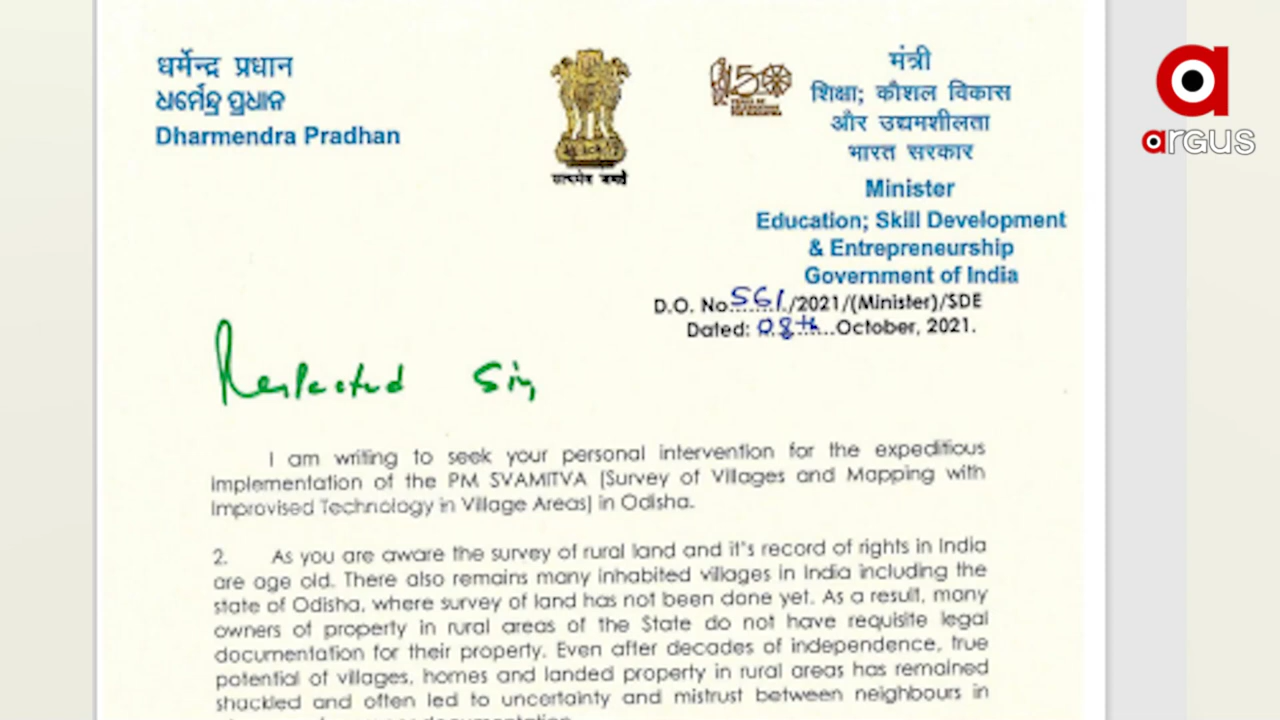 धर्मेन्द्र प्रधान
ଧର୍ମେନ୍ଦ୍ର ପ୍ରଧାନ
Dharmendra Pradhan
सत्यमेव जयते
मंत्री
शिक्षा; कौशल विकास
और उद्यमशीलता
भारत सरकार
Minister
Education; Skill Development
& Entrepreneurship
Government of India
D.O. No.561/2021/(Minister)/SDE
Dated: 08th October, 2021.
argus
Respected Sir,
I am writing to seek your personal intervention for the expeditious
implementation of the PM SVAMITVA (Survey of Villages and Mapping with
Improvised Technology in Village Areas) in Odisha.
2. As you are aware the survey of rural land and it's record of rights in India
are age old. There also remains many inhabited villages in India including the
state of Odisha, where survey of land has not been done yet. As a result, many
owners of property in rural areas of the State do not have requisite legal
documentation for their property. Even after decades of independence, true
potential of villages, homes and landed property in rural areas has remained
shackled and often led to uncertainty and mistrust between neighbours in